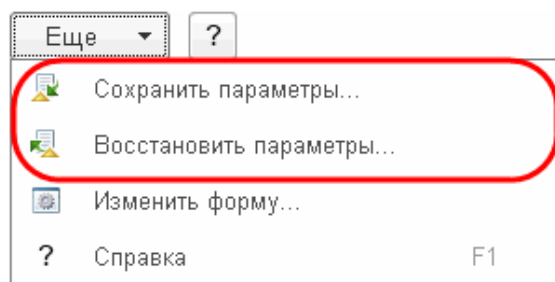 Еще ?
Сохранить параметры...
Восстановить параметры...
Изменить форму...
? Справка F1